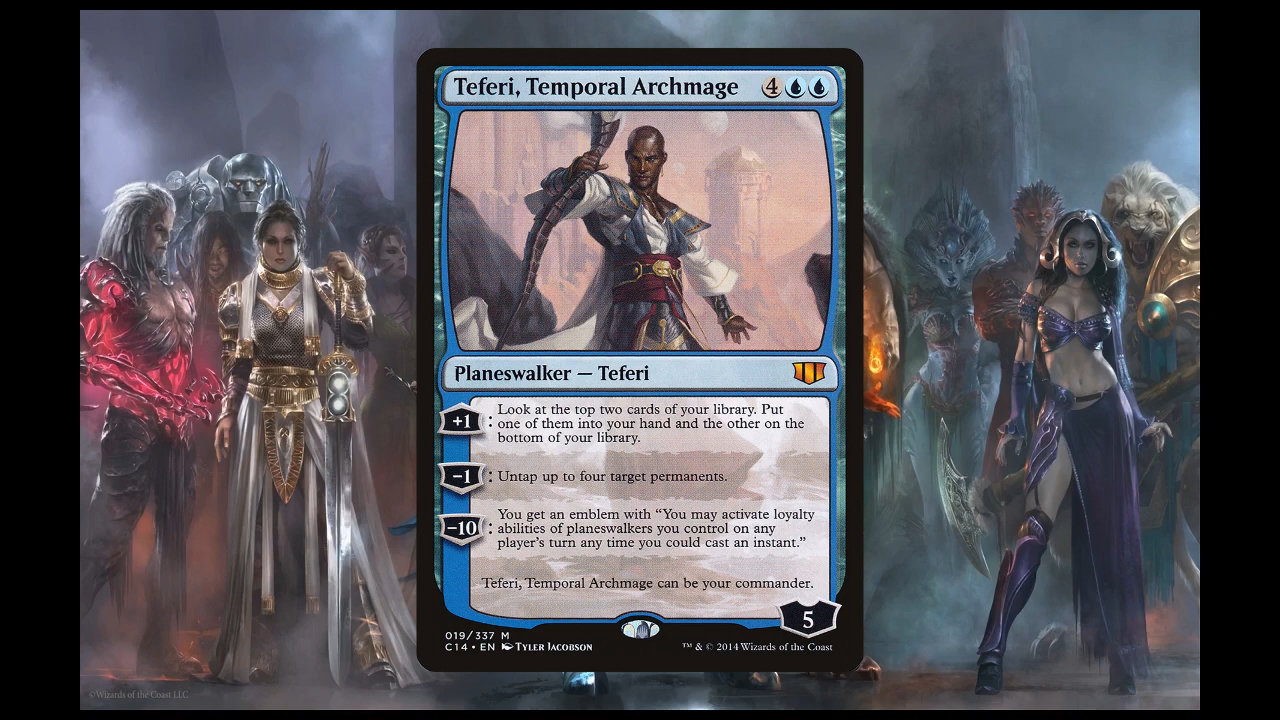 Teferi, Temporal Archmage 4
Planeswalker — Teferi
+1: Look at the top two cards of your library. Put
one of them into your hand and the other on the
bottom of your library.
−1: Untap up to four target permanents.
−10: You get an emblem with “You may activate loyalty
abilities of planeswalkers you control on any
player’s turn any time you could cast an instant.”
Teferi, Temporal Archmage can be your commander.
5
019/337 M
C14 • EN Tyler Jacobson ™ & © 2014 Wizards of the Coast
©Wizards of the Coast LLC